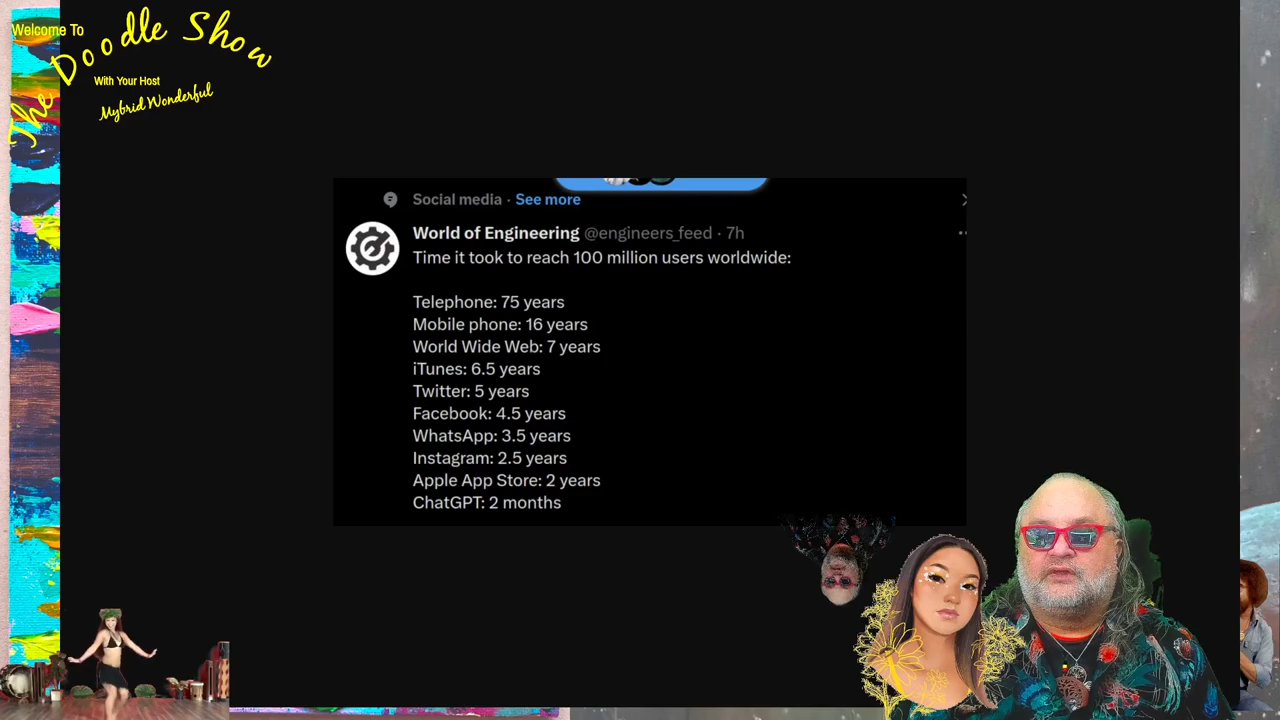 Welcome To
The Doodle Show
With Your Host
Mybrid Wonderful
Social media · See more
World of Engineering @engineers_feed · 7h
Time it took to reach 100 million users worldwide:
Telephone: 75 years
Mobile phone: 16 years
World Wide Web: 7 years
iTunes: 6.5 years
Twitter: 5 years
Facebook: 4.5 years
WhatsApp: 3.5 years
Instagram: 2.5 years
Apple App Store: 2 years
ChatGPT: 2 months